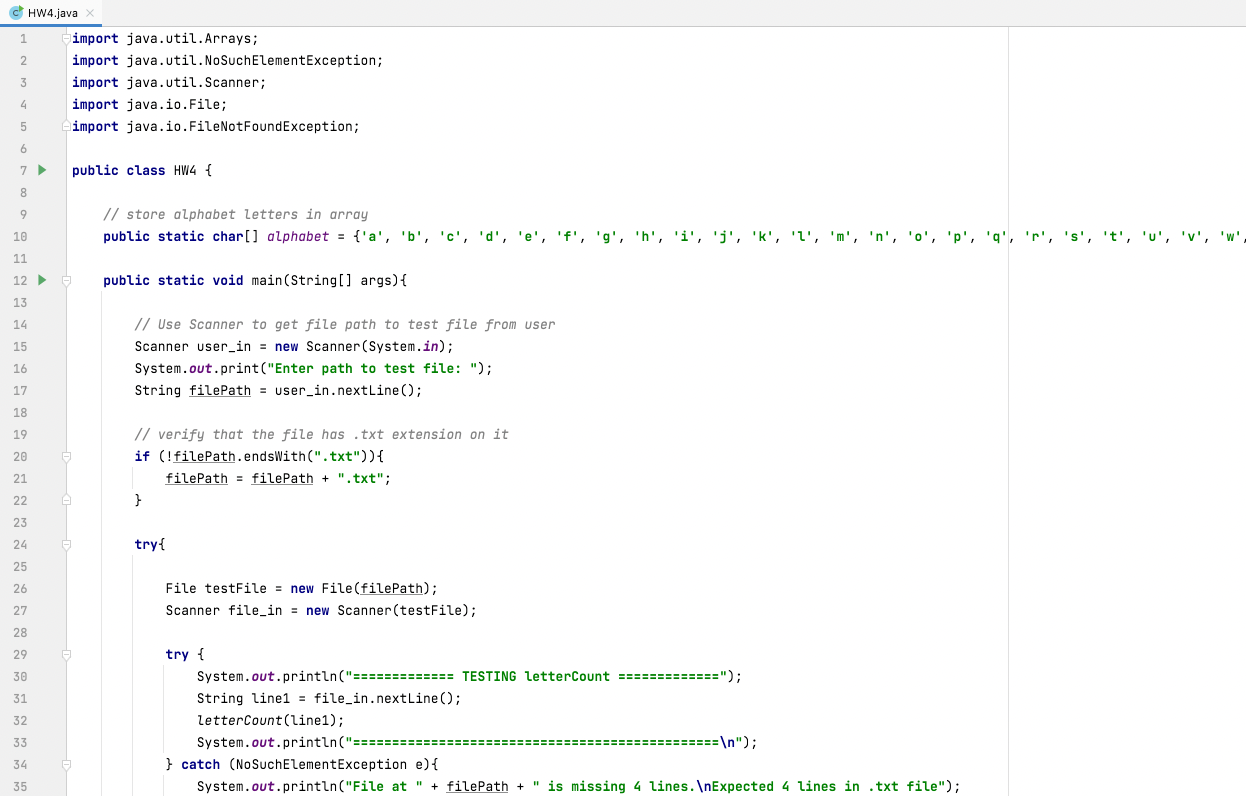 HW4.java
1 import java.util.Arrays;
2 import java.util.NoSuchElementException;
3 import java.util.Scanner;
4 import java.io.File;
5 import java.io.FileNotFoundException;
6
7 public class HW4 {
8
9 // store alphabet letters in array
10 public static char[] alphabet = {'a', 'b', 'c', 'd', 'e', 'f', 'g', 'h', 'i', 'j', 'k', 'l', 'm', 'n', 'o', 'p', 'q', 'r', 's', 't', 'u', 'v', 'w',
11
12 public static void main(String[] args){
13
14 // Use Scanner to get file path to test file from user
15 Scanner user_in = new Scanner(System.in);
16 System.out.print("Enter path to test file: ");
17 String filePath = user_in.nextLine();
18
19 // verify that the file has .txt extension on it
20 if (!filePath.endsWith(".txt")){
21 filePath = filePath + ".txt";
22 }
23
24 try{
25
26 File testFile = new File(filePath);
27 Scanner file_in = new Scanner(testFile);
28
29 try {
30 System.out.println("============= TESTING letterCount =============");
31 String line1 = file_in.nextLine();
32 letterCount(line1);
33 System.out.println("===============================================\n");
34 } catch (NoSuchElementException e){
35 System.out.println("File at " + filePath + " is missing 4 lines.\nExpected 4 lines in .txt file");